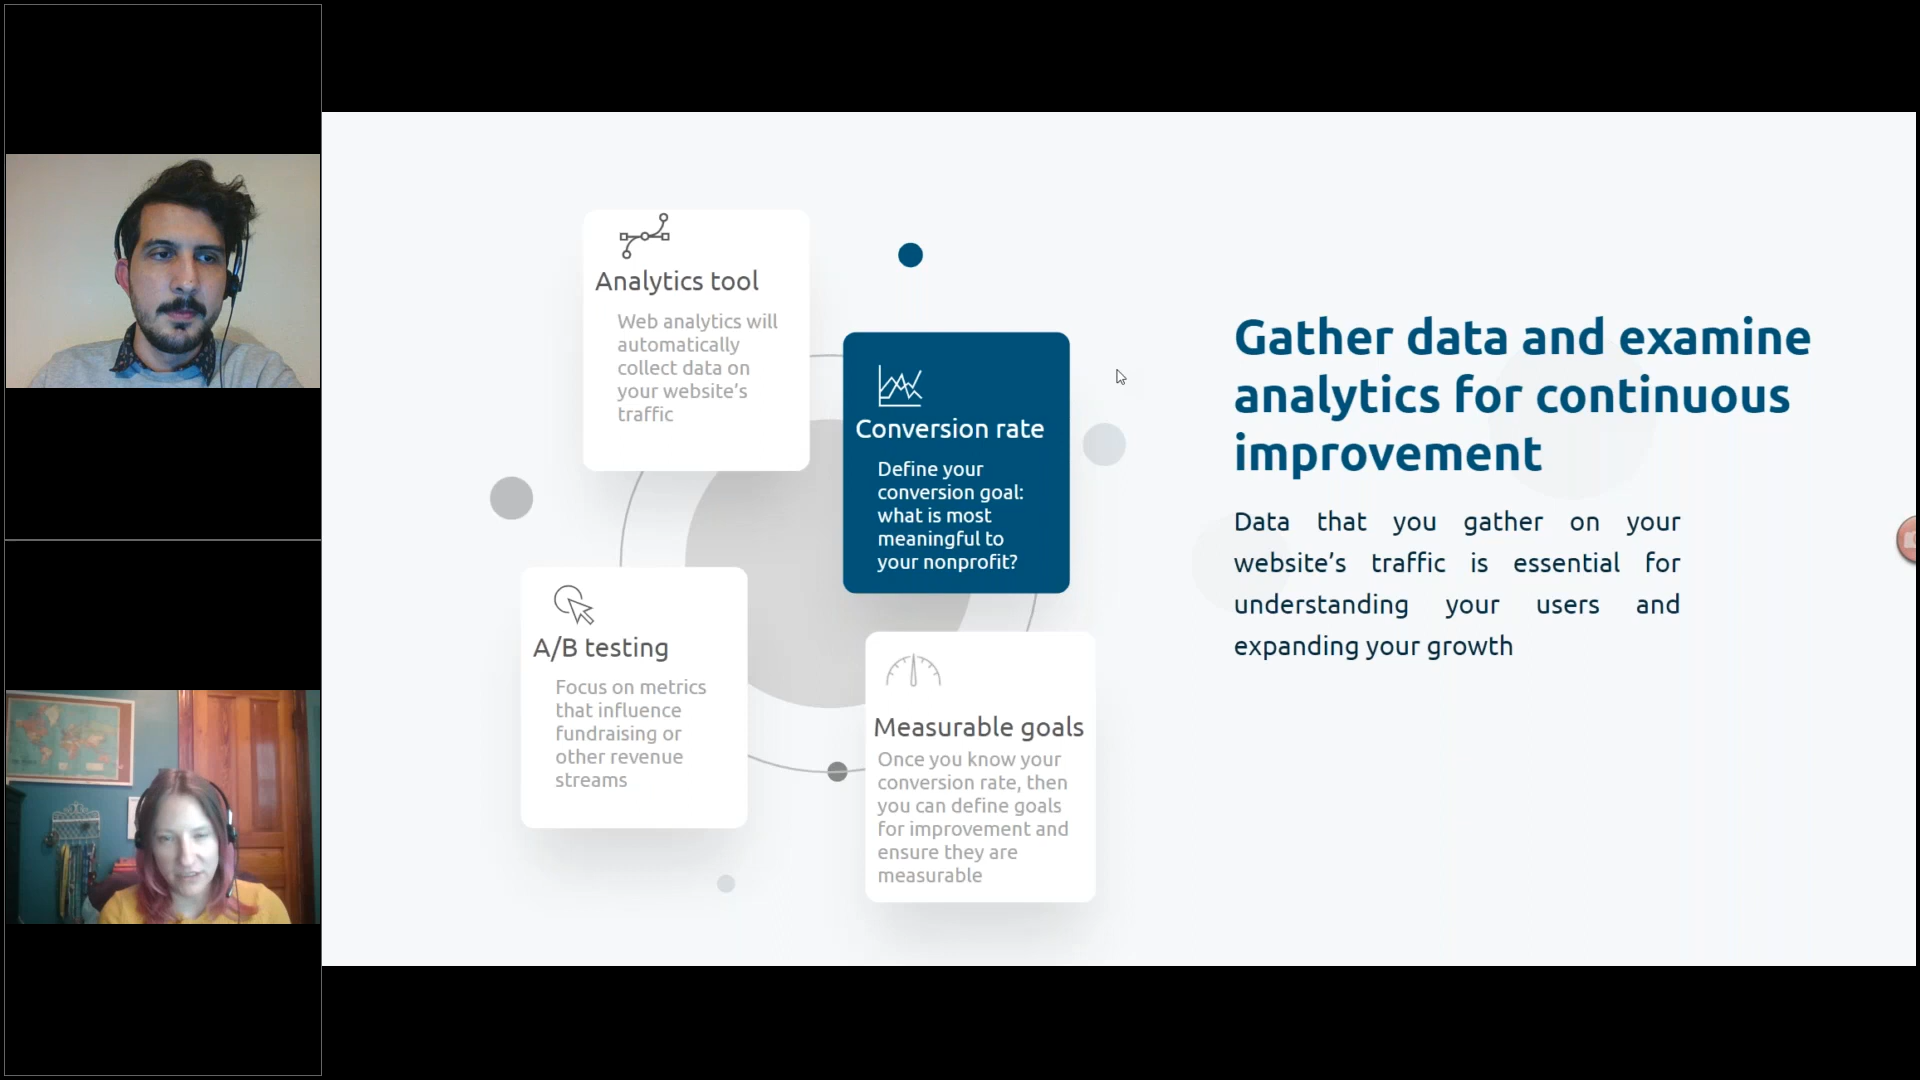 Analytics tool
Web analytics will
automatically
collect data on
your website’s
traffic
Conversion rate
Define your
conversion goal:
what is most
meaningful to
your nonprofit?
A/B testing
Focus on metrics
that influence
fundraising or
other revenue
streams
Measurable goals
Once you know your
conversion rate, then
you can define goals
for improvement and
ensure they are
measurable
Gather data and examine
analytics for continuous
improvement
Data that you gather on your
website’s traffic is essential for
understanding your users and
expanding your growth